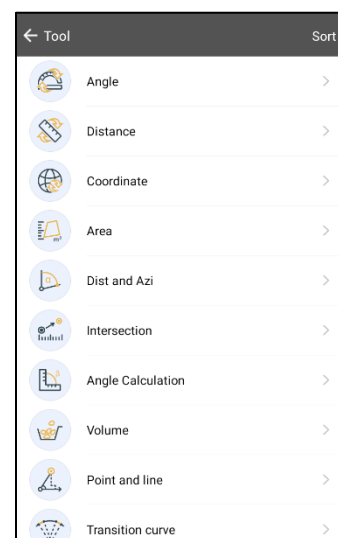 ← Tool Sort
Angle
Distance
Coordinate
Area
Dist and Azi
Intersection
Angle Calculation
Volume
Point and line
Transition curve